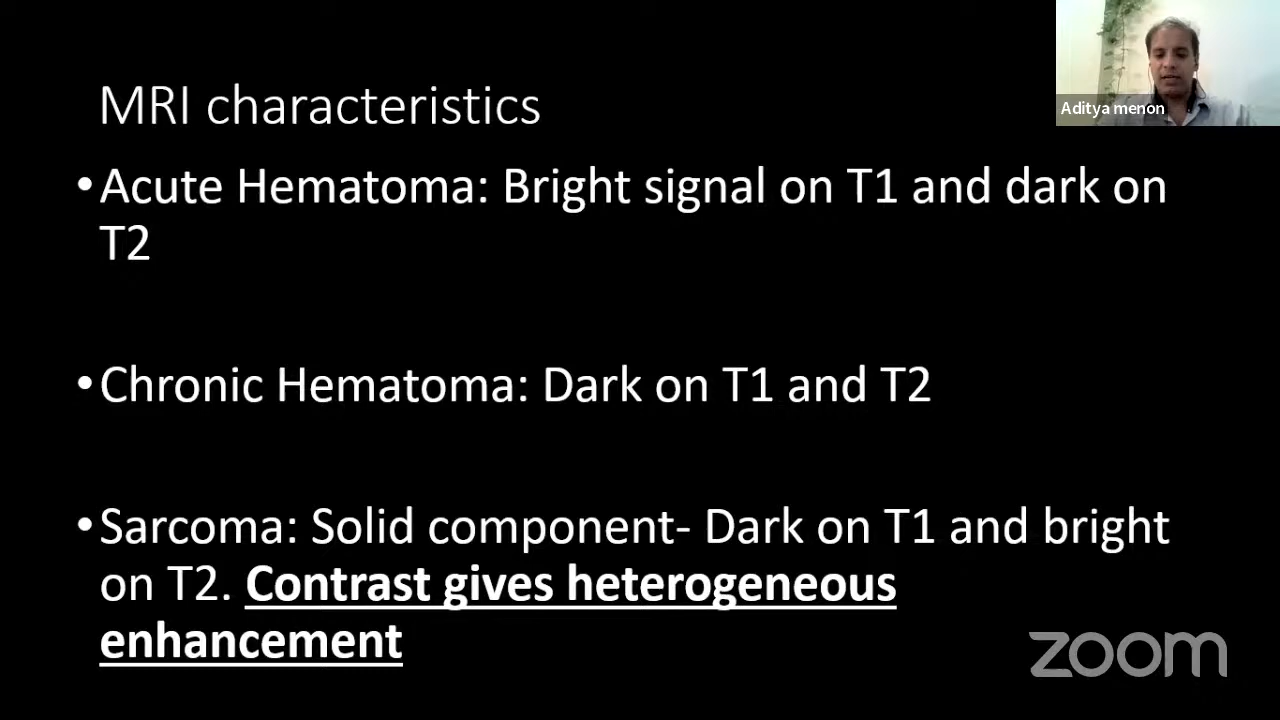 Aditya menon
MRI characteristics
•Acute Hematoma: Bright signal on T1 and dark on
T2
•Chronic Hematoma: Dark on T1 and T2
•Sarcoma: Solid component- Dark on T1 and bright
on T2. Contrast gives heterogeneous
enhancement
zoom